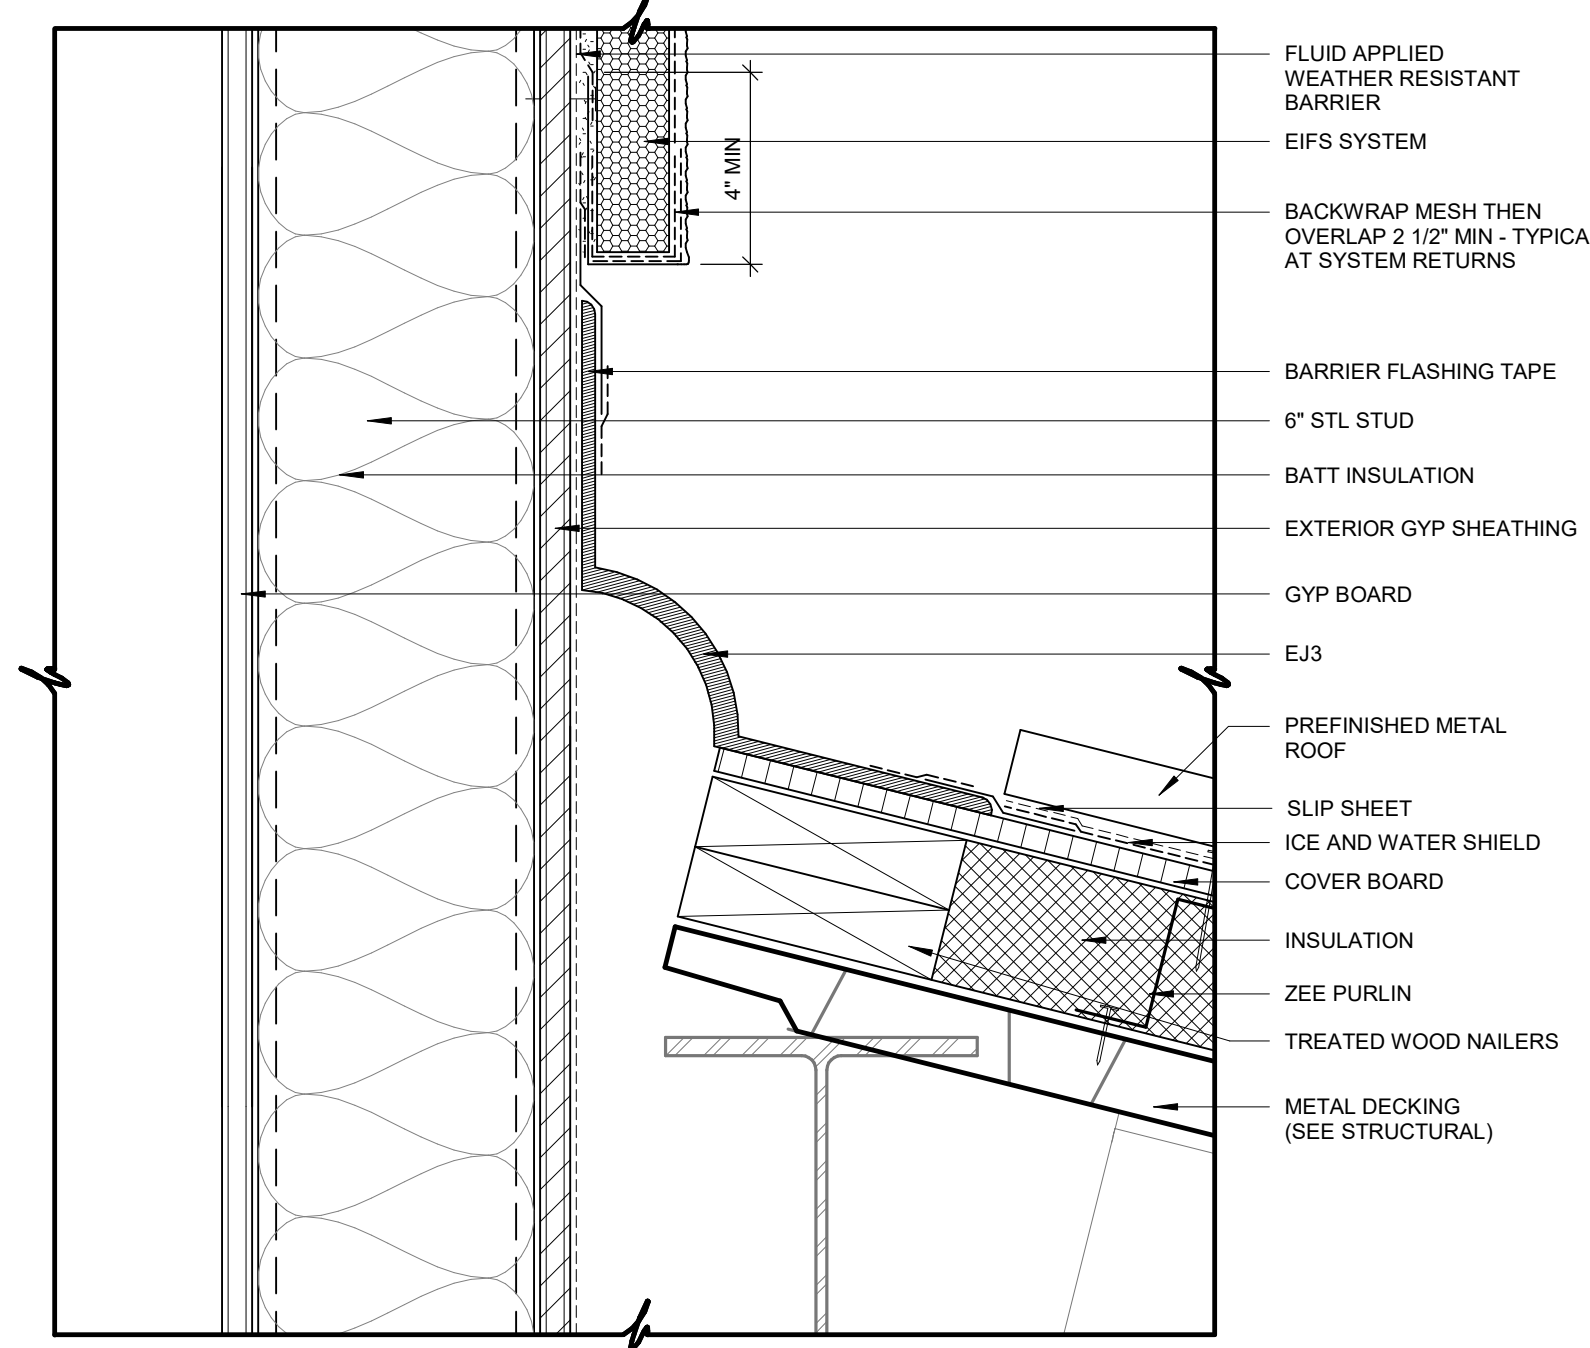 FLUID APPLIED
WEATHER RESISTANT
BARRIER
EIFS SYSTEM
4" MIN
BACKWRAP MESH THEN
OVERLAP 2 1/2" MIN - TYPICA
AT SYSTEM RETURNS
BARRIER FLASHING TAPE
6" STL STUD
BATT INSULATION
EXTERIOR GYP SHEATHING
GYP BOARD
EJ3
PREFINISHED METAL
ROOF
SLIP SHEET
ICE AND WATER SHIELD
COVER BOARD
INSULATION
ZEE PURLIN
TREATED WOOD NAILERS
METAL DECKING
(SEE STRUCTURAL)